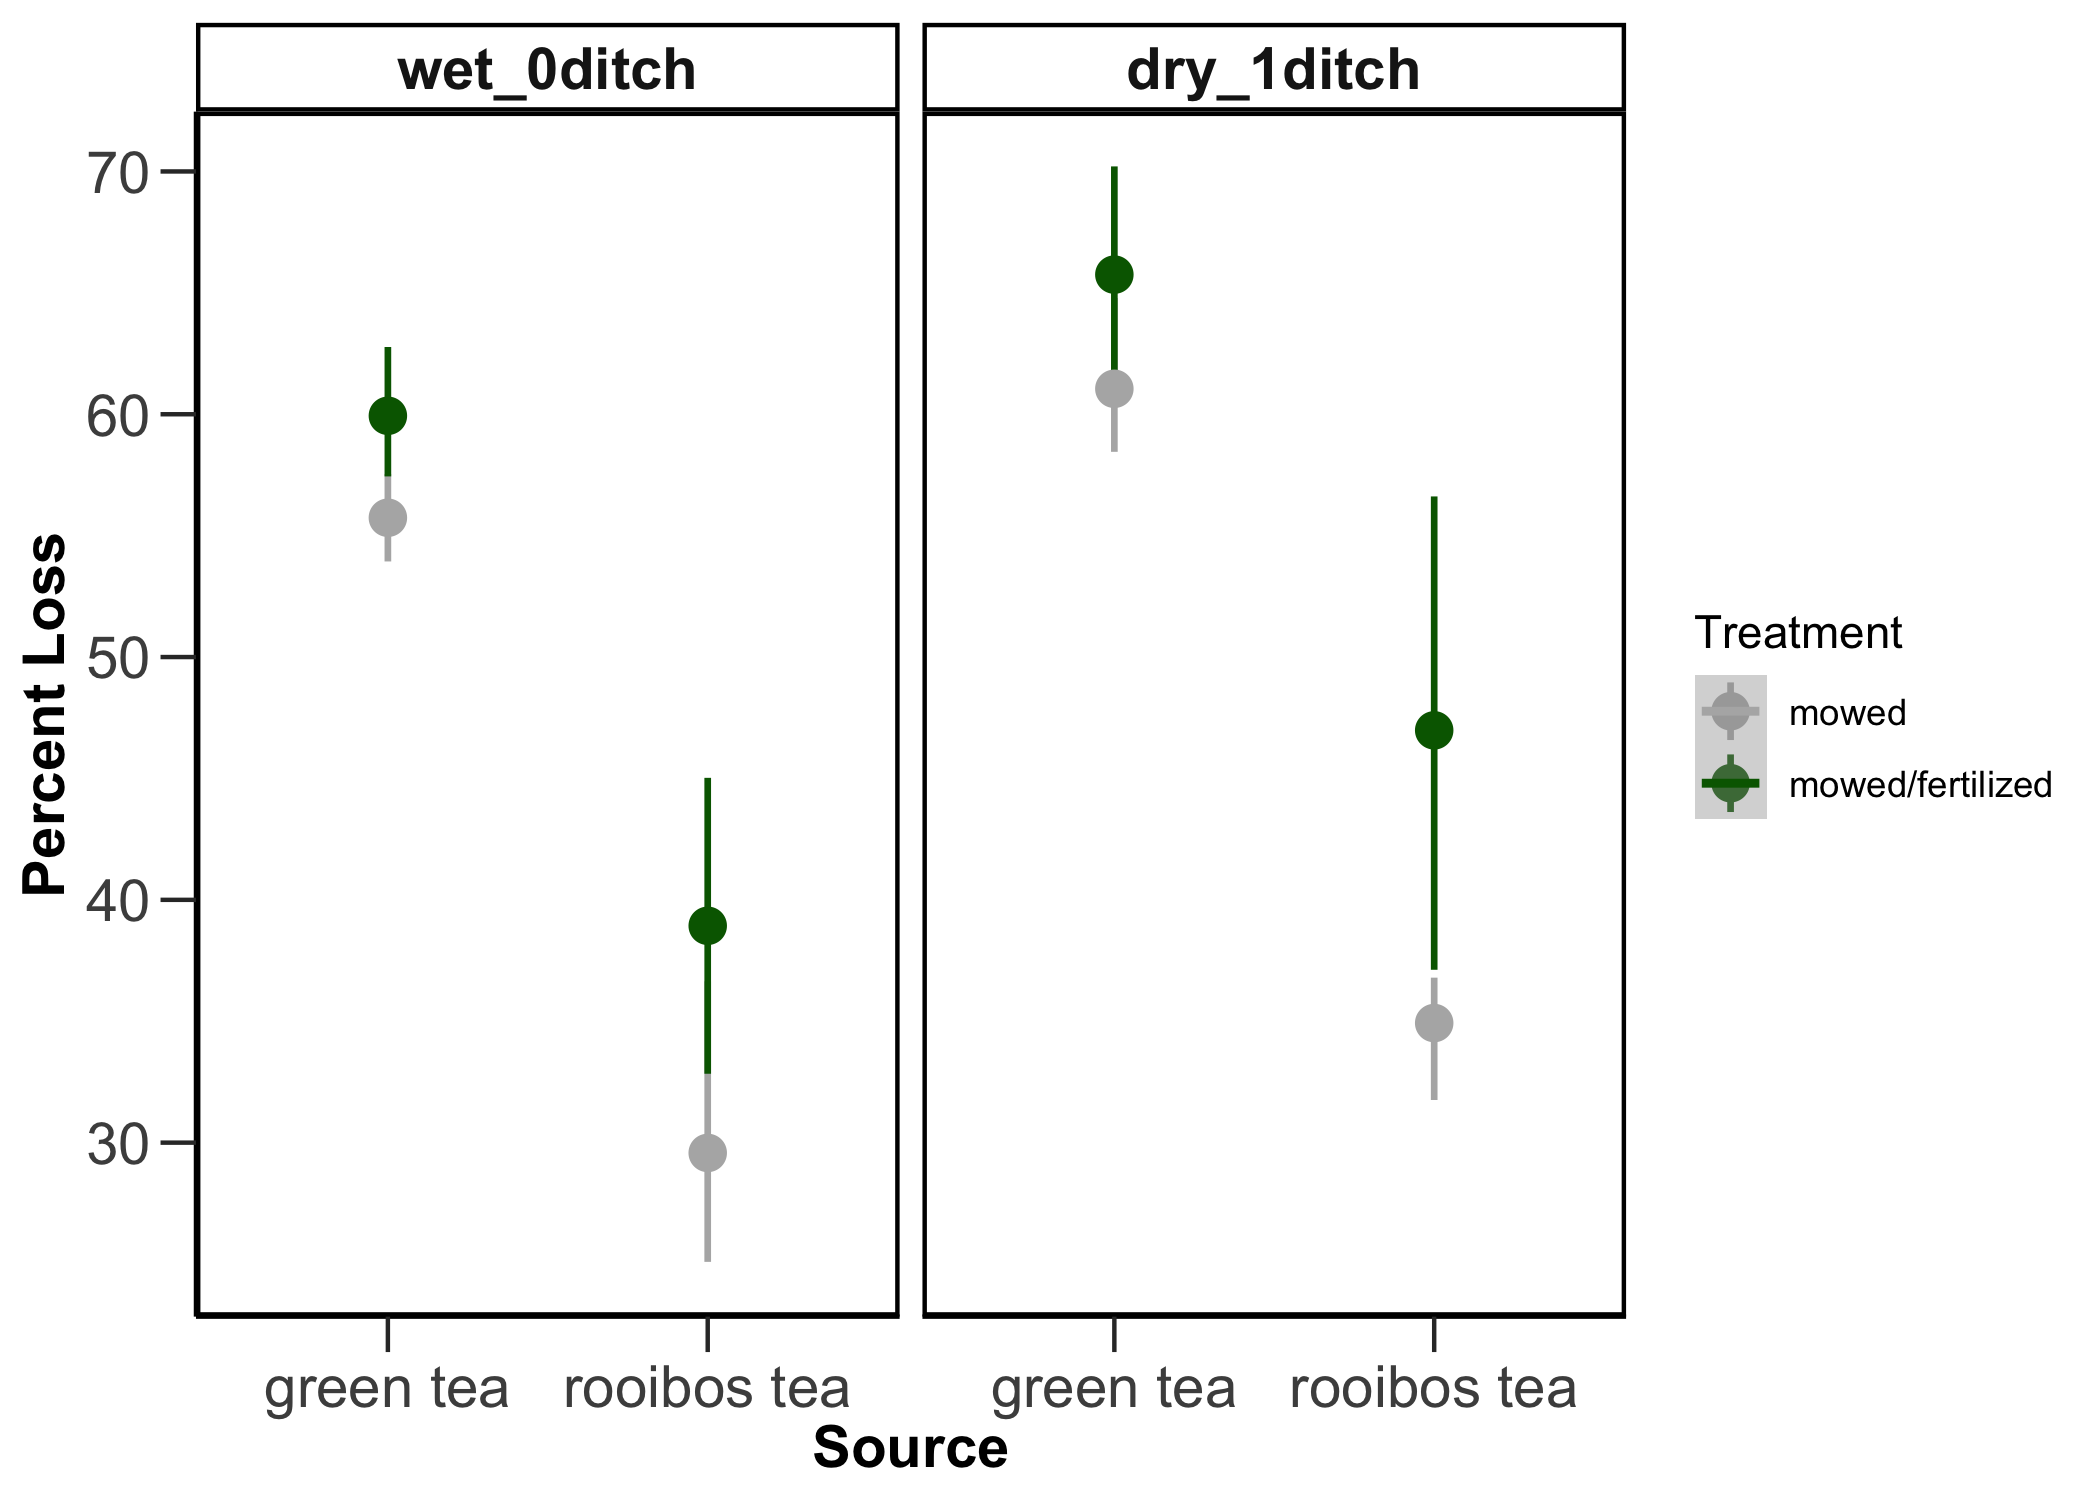 wet_0ditch
dry_1ditch
70
60
50
40
30
Percent Loss
green tea
rooibos tea
green tea
rooibos tea
Source
Treatment
mowed
mowed/fertilized